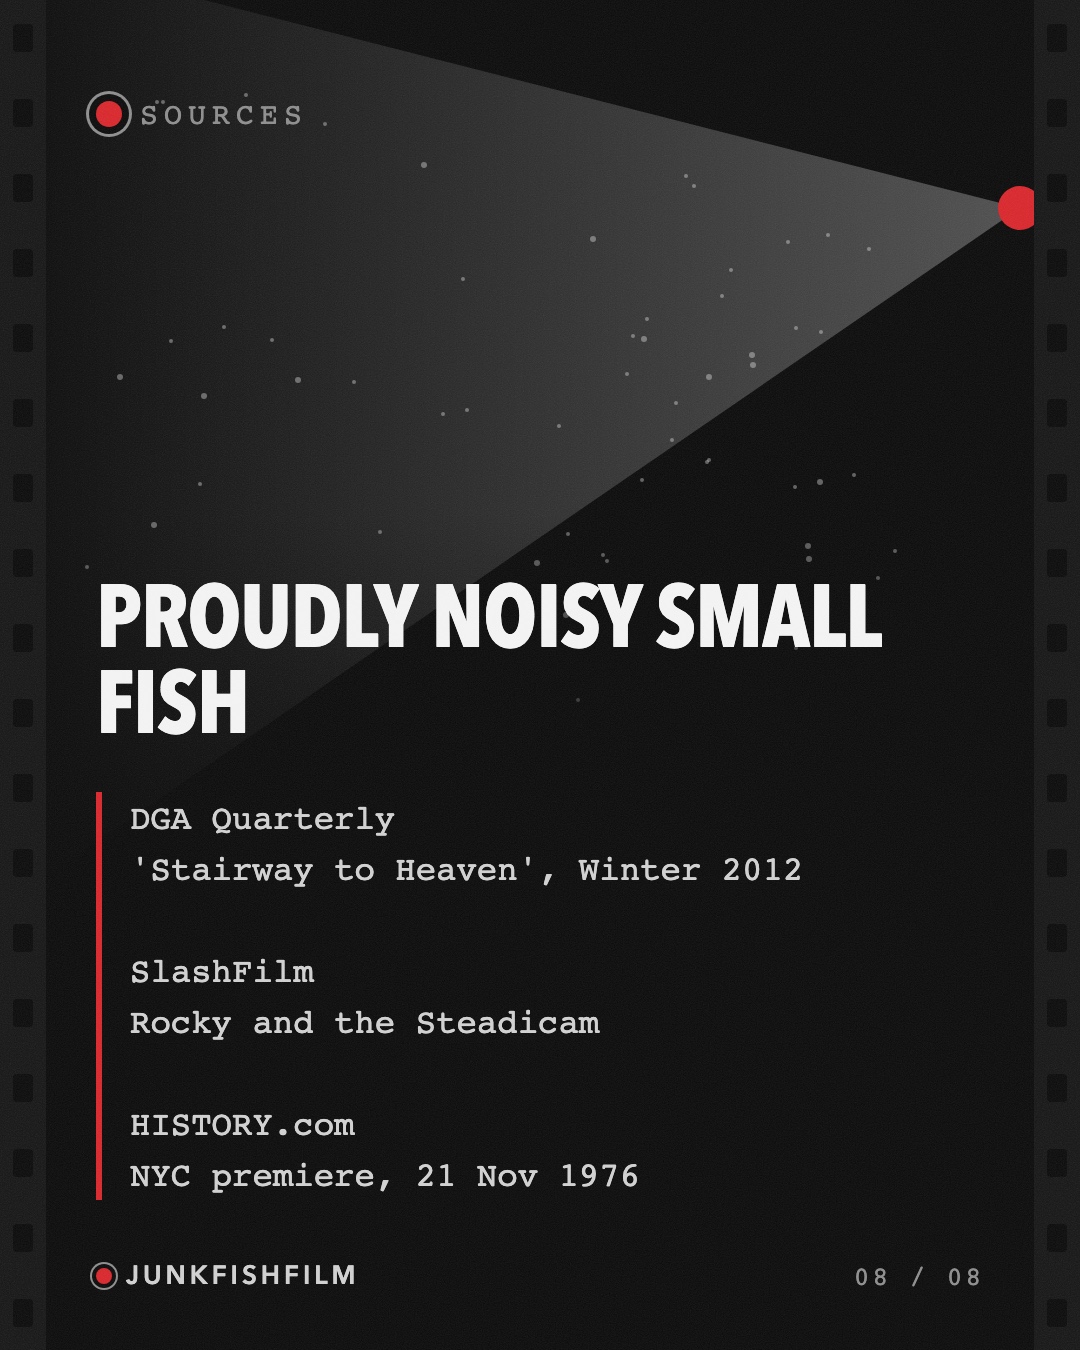 SOURCES
PROUDLY NOISY SMALL
FISH
DGA Quarterly
'Stairway to Heaven', Winter 2012
SlashFilm
Rocky and the Steadicam
HISTORY.com
NYC premiere, 21 Nov 1976
JUNKFISHFILM
08 / 08